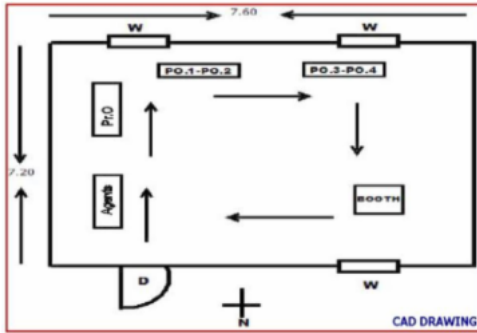 7.60
W W
PO.1-PO.2 PO.3-PO.4
Pr.O
7.20
Agents
BOOTH
D
W
N
CAD DRAWING